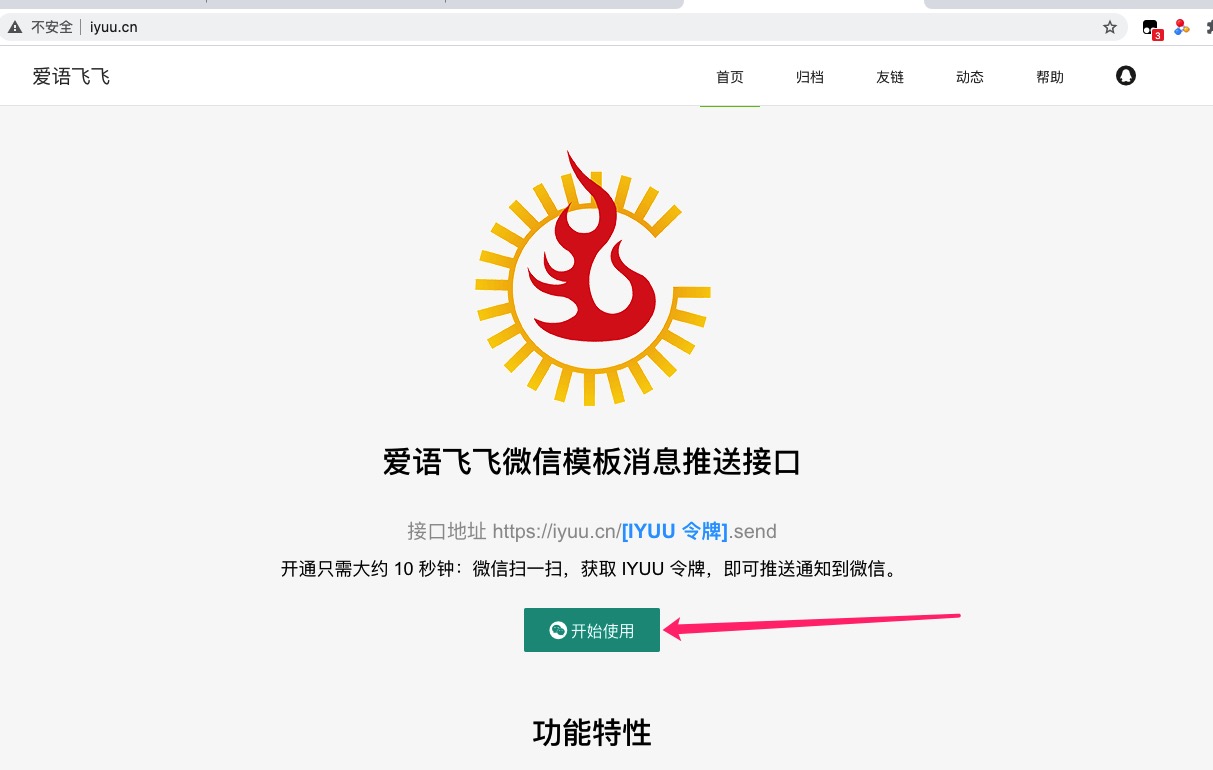 不安全 iyuu.cn
3
爱语飞飞 首页 归档 友链 动态 帮助
爱语飞飞微信模板消息推送接口
接口地址 https://iyuu.cn/[IYUU 令牌].send
开通只需大约 10 秒钟：微信扫一扫，获取 IYUU 令牌，即可推送通知到微信。
开始使用
功能特性